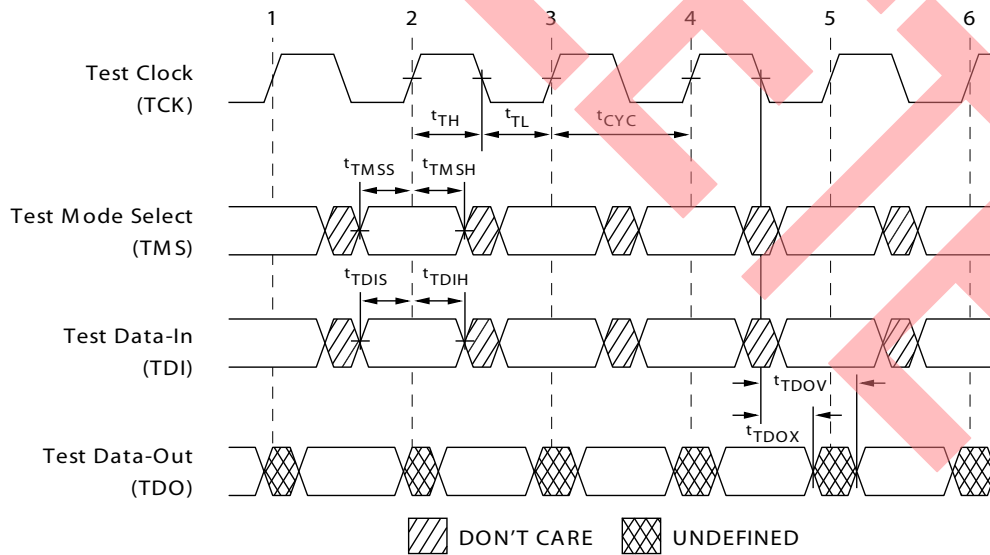 1 2 3 4 5 6
Test Clock
(TCK)
tTH tTL tCYC
tTMSS tTMSH
Test Mode Select
(TMS)
tTDIS tTDIH
Test Data-In
(TDI)
tTDOV
tTDOX
Test Data-Out
(TDO)
DON'T CARE UNDEFINED